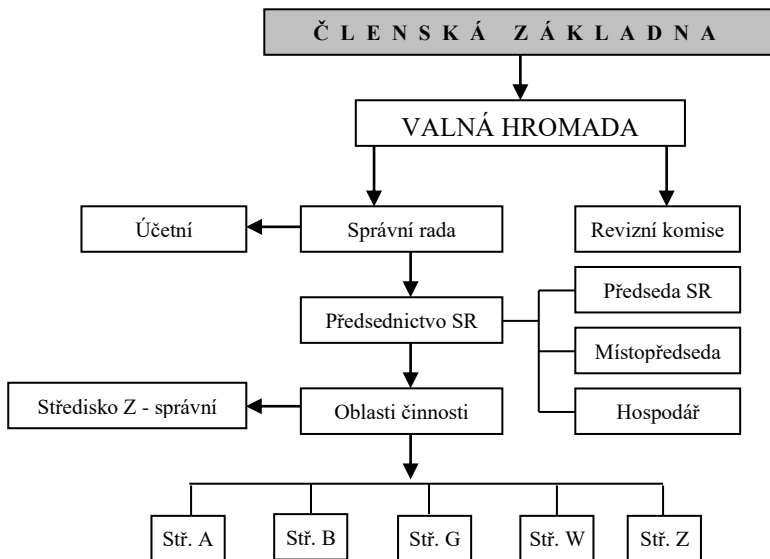 Č L E N S K Á Z Á K L A D N A
VALNÁ HROMADA
Účetní
Správní rada
Revizní komise
Předseda SR
Předsednictvo SR
Místopředseda
Středisko Z - správní
Oblasti činnosti
Hospodář
Stř. A
Stř. B
Stř. G
Stř. W
Stř. Z